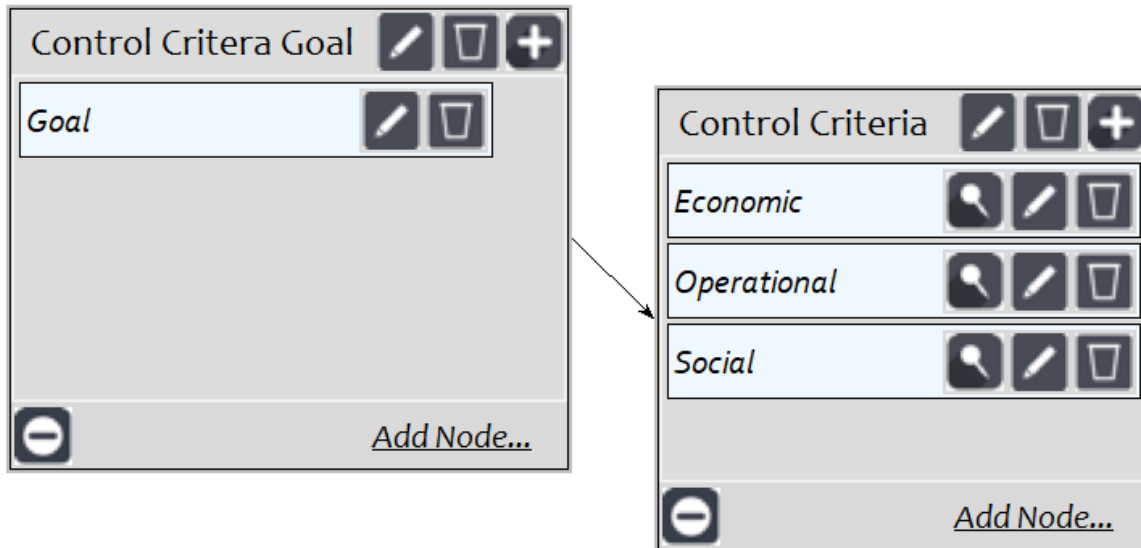 Control Critera Goal
Goal
Add Node...
Control Criteria
Economic
Operational
Social
Add Node...